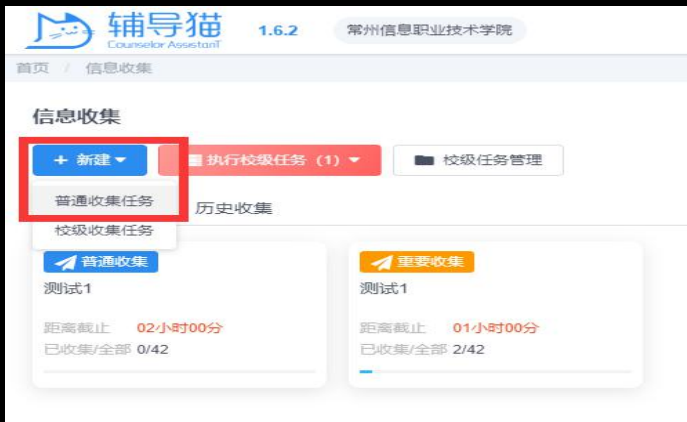 辅导猫
Counselor AssistanT
1.6.2
常州信息职业技术学院
首页 / 信息收集
信息收集
+ 新建
执行校级任务 (1)
校级任务管理
普通收集任务
历史收集
校级收集任务
普通收集
重要收集
测试1
测试1
距离截止 02小时00分
距离截止 01小时00分
已收集/全部 0/42
已收集/全部 2/42